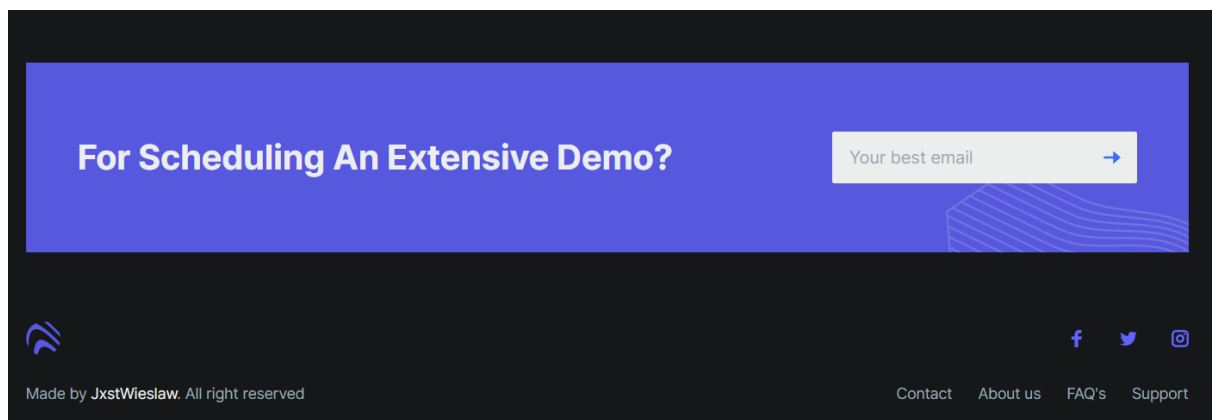 For Scheduling An Extensive Demo?
Your best email
Made by JxstWieslaw. All right reserved
Contact About us FAQ's Support